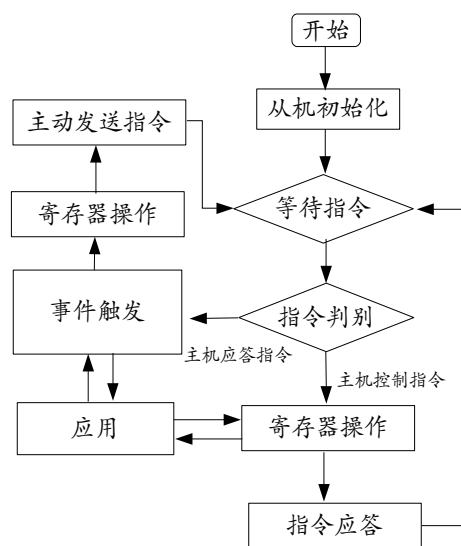 开始
从机初始化
主动发送指令
等待指令
寄存器操作
事件触发
指令判别
主机应答指令
主机控制指令
应用
寄存器操作
指令应答